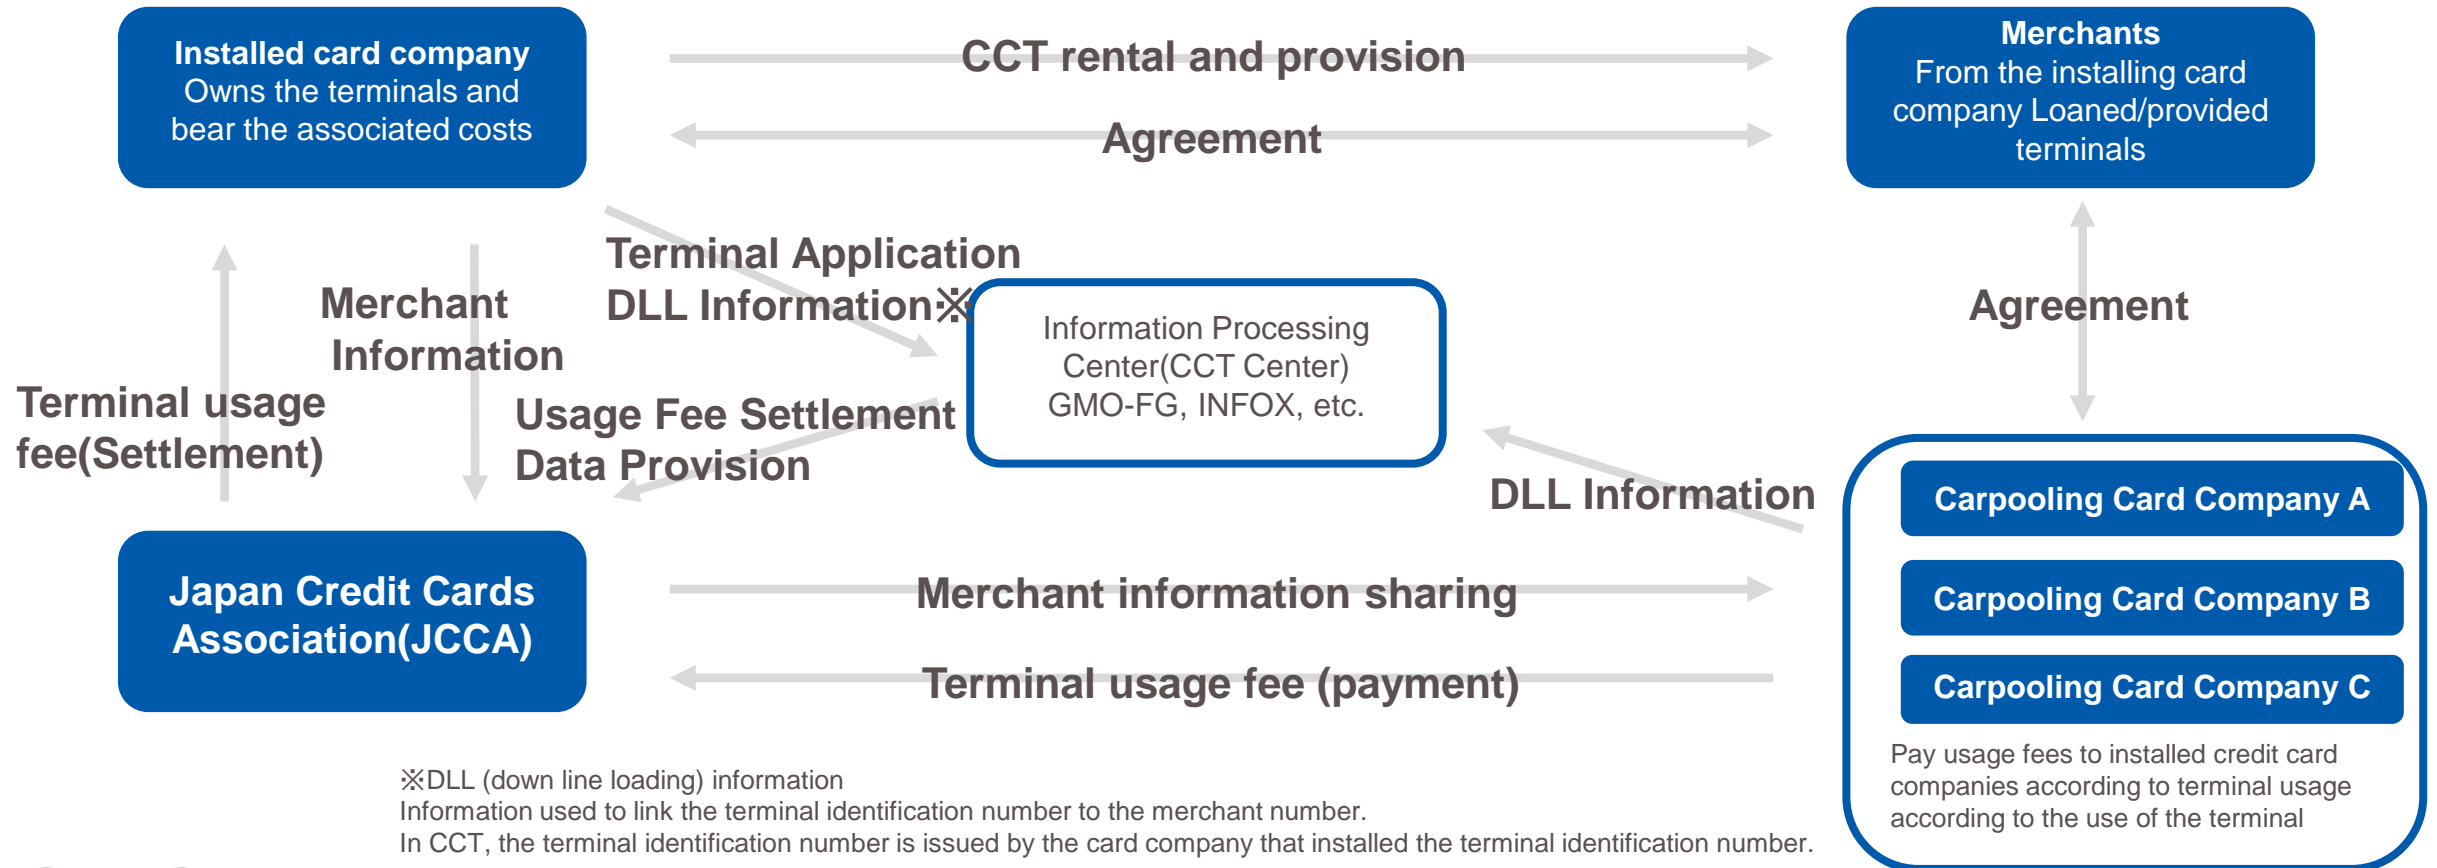 Installed card company
Owns the terminals and
bear the associated costs
CCT rental and provision
Agreement
Merchants
From the installing card
company Loaned/provided
terminals
Terminal Application
DLL Information※
Merchant
Information
Terminal usage
fee(Settlement)
Usage Fee Settlement
Data Provision
Information Processing
Center(CCT Center)
GMO-FG, INFOX, etc.
Agreement
DLL Information
Japan Credit Cards
Association(JCCA)
Merchant information sharing
Terminal usage fee (payment)
Carpooling Card Company A
Carpooling Card Company B
Carpooling Card Company C
Pay usage fees to installed credit card
companies according to terminal usage
according to the use of the terminal
※DLL (down line loading) information
Information used to link the terminal identification number to the merchant number.
In CCT, the terminal identification number is issued by the card company that installed the terminal identification number.